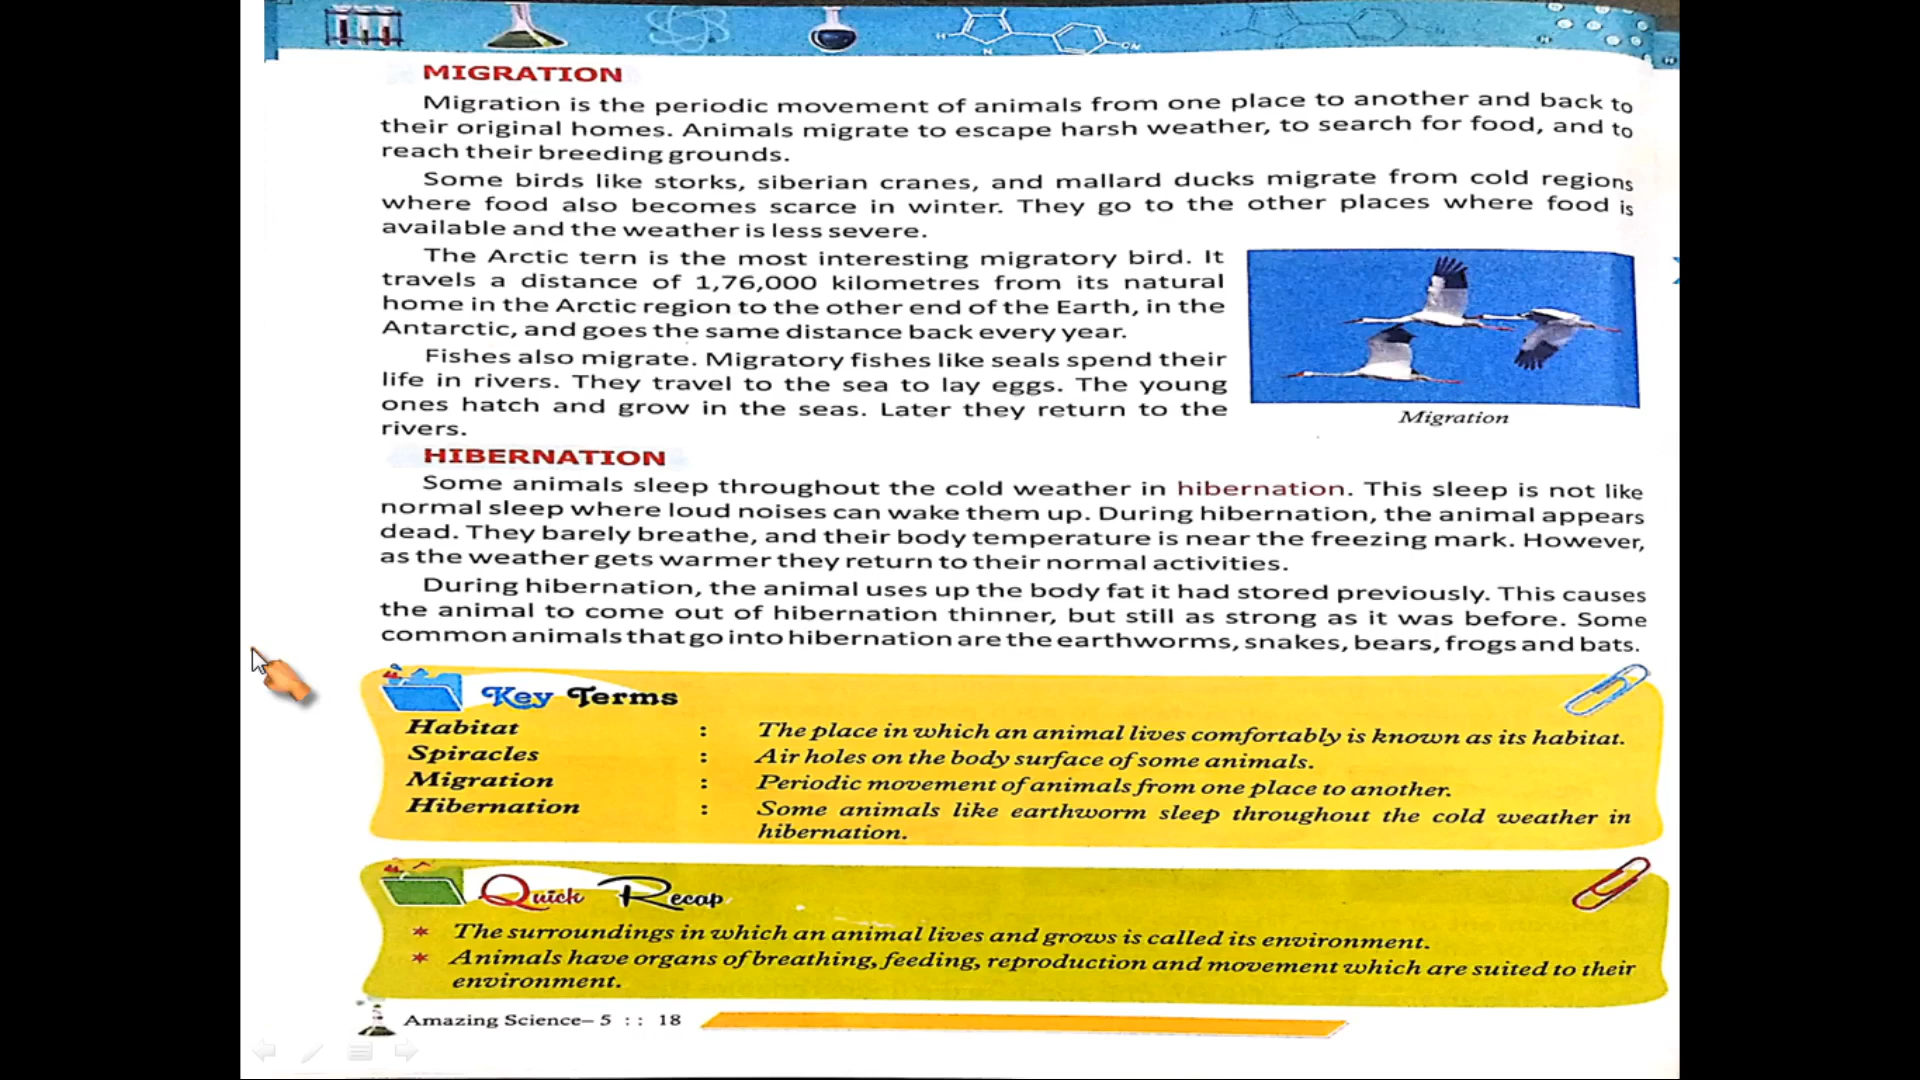 MIGRATION
Migration is the periodic movement of animals from one place to another and back to
their original homes. Animals migrate to escape harsh weather, to search for food, and to
reach their breeding grounds.
Some birds like storks, siberian cranes, and mallard ducks migrate from cold regions
where food also becomes scarce in winter. They go to the other places where food is
available and the weather is less severe.
The Arctic tern is the most interesting migratory bird. It
travels a distance of 1,76,000 kilometres from its natural
home in the Arctic region to the other end of the Earth, in the
Antarctic, and goes the same distance back every year.
Fishes also migrate. Migratory fishes like seals spend their
life in rivers. They travel to the sea to lay eggs. The young
ones hatch and grow in the seas. Later they return to the
rivers.
Migration
HIBERNATION
Some animals sleep throughout the cold weather in hibernation. This sleep is not like
normal sleep where loud noises can wake them up. During hibernation, the animal appears
dead. They barely breathe, and their body temperature is near the freezing mark. However,
as the weather gets warmer they return to their normal activities.
During hibernation, the animal uses up the body fat it had stored previously. This causes
the animal to come out of hibernation thinner, but still as strong as it was before. Some
common animals that go into hibernation are the earthworms, snakes, bears, frogs and bats.
Key Terms
Habitat : The place in which an animal lives comfortably is known as its habitat.
Spiracles : Air holes on the body surface of some animals.
Migration : Periodic movement of animals from one place to another.
Hibernation : Some animals like earthworm sleep throughout the cold weather in
hibernation.
Quick Recap
* The surroundings in which an animal lives and grows is called its environment.
* Animals have organs of breathing, feeding, reproduction and movement which are suited to their
environment.
Amazing Science–5 :: 18